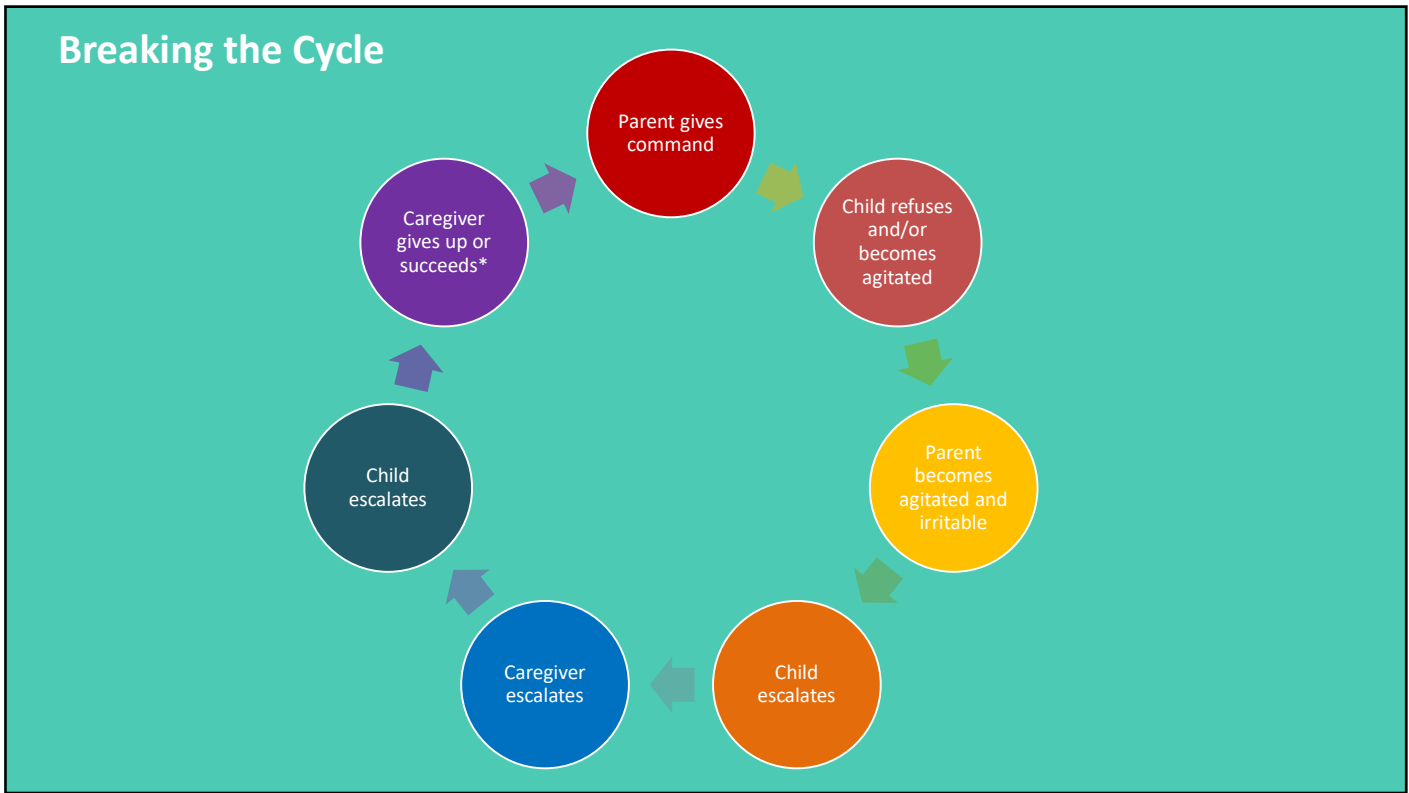 Breaking the Cycle
Parent gives
command
Child refuses
and/or
becomes
agitated
Parent
becomes
agitated and
irritable
Child
escalates
Caregiver
escalates
Child
escalates
Caregiver
gives up or
succeeds*